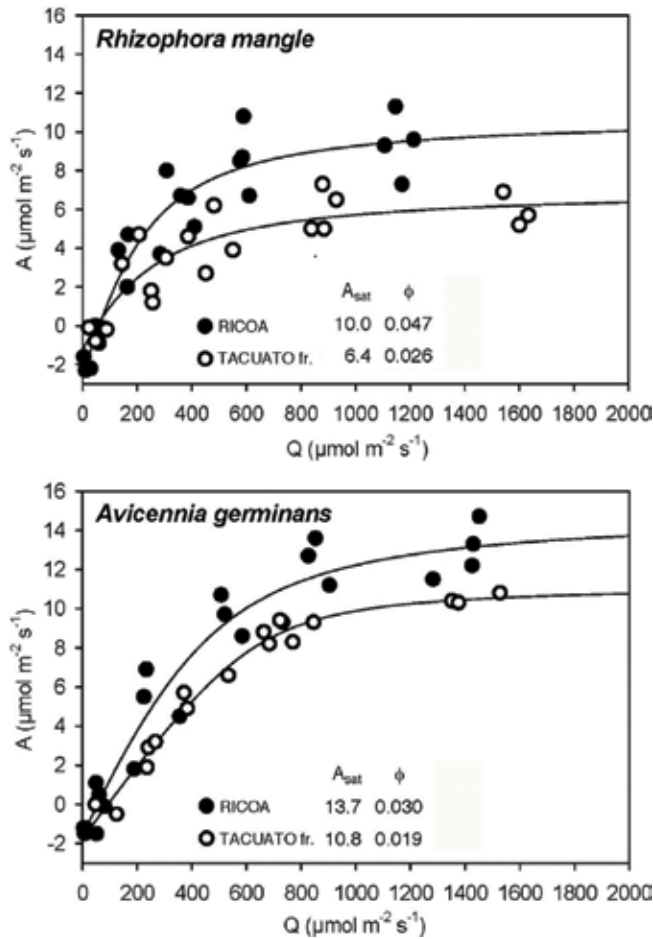 16
Rhizophora mangle
14
12
10
8
6
4
2
0
-2
A (µmol m⁻² s⁻¹)
Asat ϕ
RICOA 10.0 0.047
TACUATO fr. 6.4 0.026
0 200 400 600 800 1000 1200 1400 1600 1800 2000
Q (µmol m⁻² s⁻¹)
16
Avicennia germinans
14
12
10
8
6
4
2
0
-2
A (µmol m⁻² s⁻¹)
Asat ϕ
RICOA 13.7 0.030
TACUATO fr. 10.8 0.019
0 200 400 600 800 1000 1200 1400 1600 1800 2000
Q (µmol m⁻² s⁻¹)